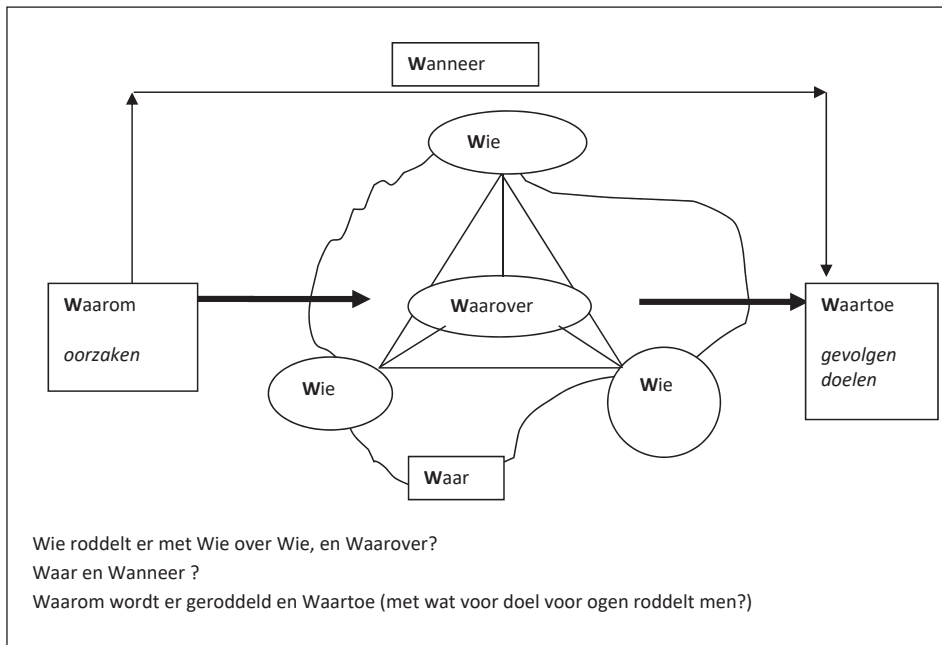 Wanneer
Wie
Waarom
oorzaken
Waarover
Waartoe
gevolgen
doelen
Wie
Wie
Waar
Wie roddelt er met Wie over Wie, en Waarover?
Waar en Wanneer ?
Waarom wordt er geroddeld en Waartoe (met wat voor doel voor ogen roddelt men?)